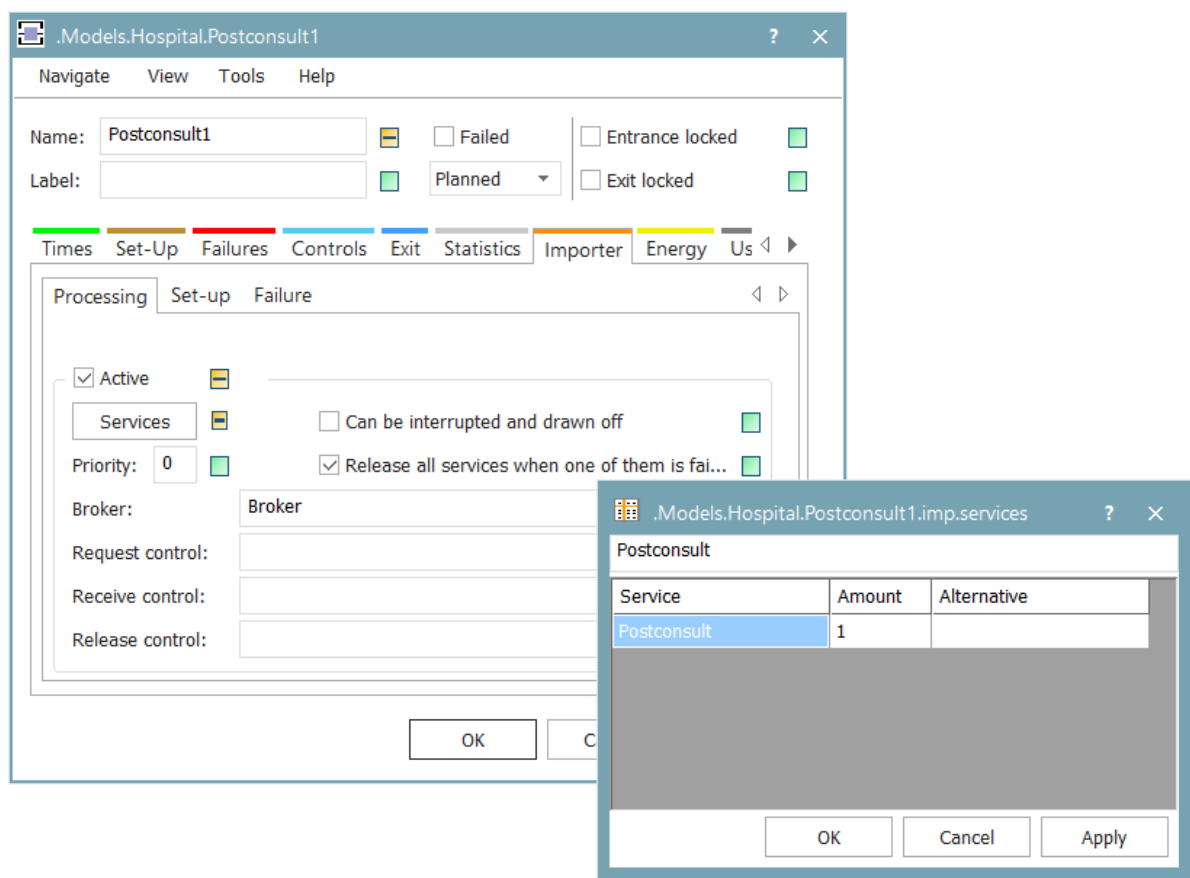 .Models.Hospital.Postconsult1 ? ×
Navigate View Tools Help
Name: Postconsult1 Failed Entrance locked
Label: Planned Exit locked
Times Set-Up Failures Controls Exit Statistics Importer Energy Us
Processing Set-up Failure
Active
Services Can be interrupted and drawn off
Priority: 0 Release all services when one of them is fai...
Broker: Broker
Request control:
Receive control:
Release control:
OK C
.Models.Hospital.Postconsult1.imp.services ? ×
Postconsult
Service Amount Alternative
Postconsult 1
OK Cancel Apply